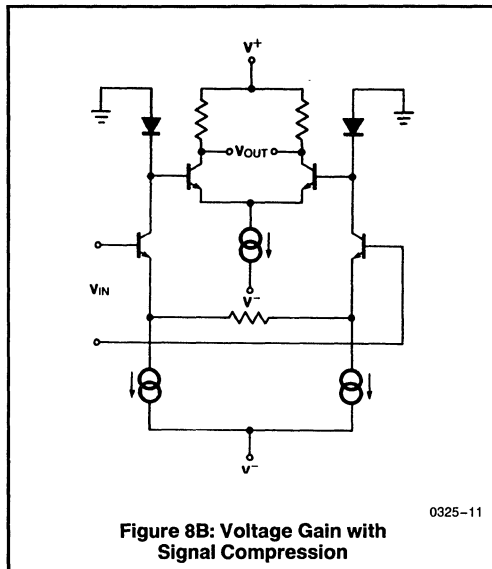 V+
VOUT
V−
VIN
V−
0325-11
Figure 8B: Voltage Gain with
Signal Compression